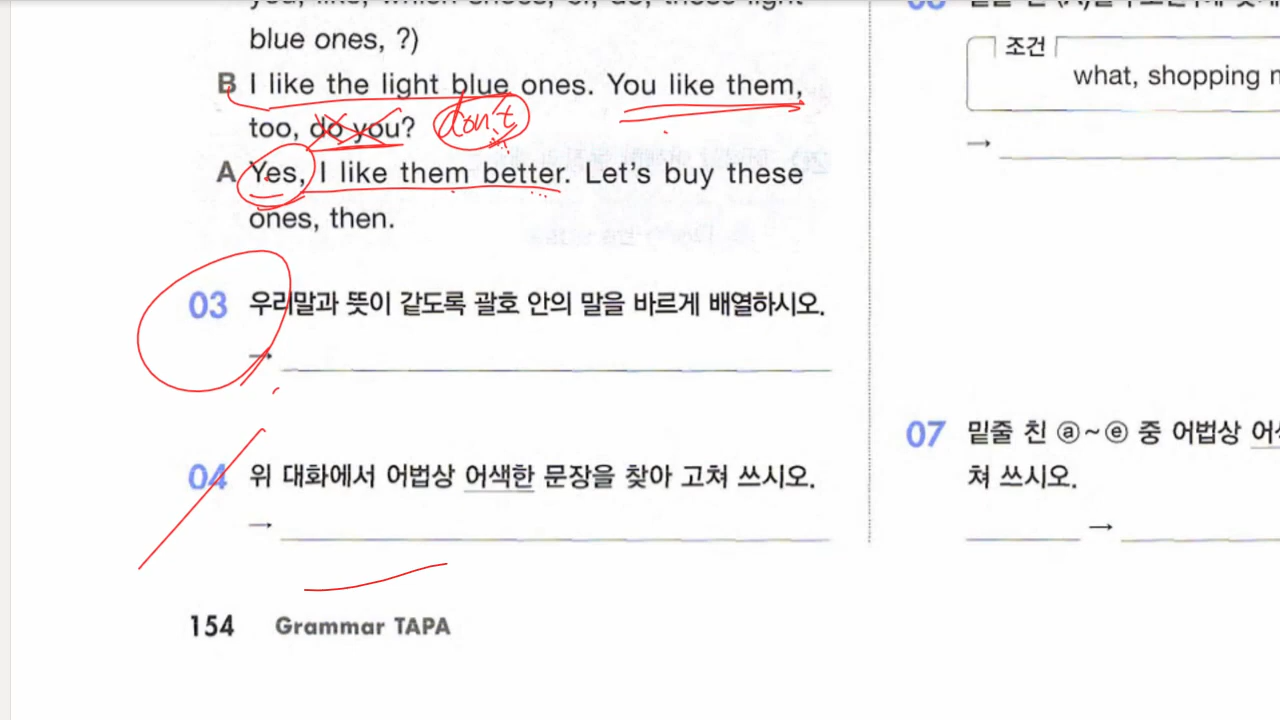 blue ones, ?)
B I like the light blue ones. You like them,
too, do you? don't
A Yes, I like them better. Let's buy these
ones, then.
03 우리말과 뜻이 같도록 괄호 안의 말을 바르게 배열하시오.
→
04 위 대화에서 어법상 어색한 문장을 찾아 고쳐 쓰시오.
→
154 Grammar TAPA
조건
what, shopping
→
07 밑줄 친 ⓐ~ⓔ 중 어법상
쳐 쓰시오.
→